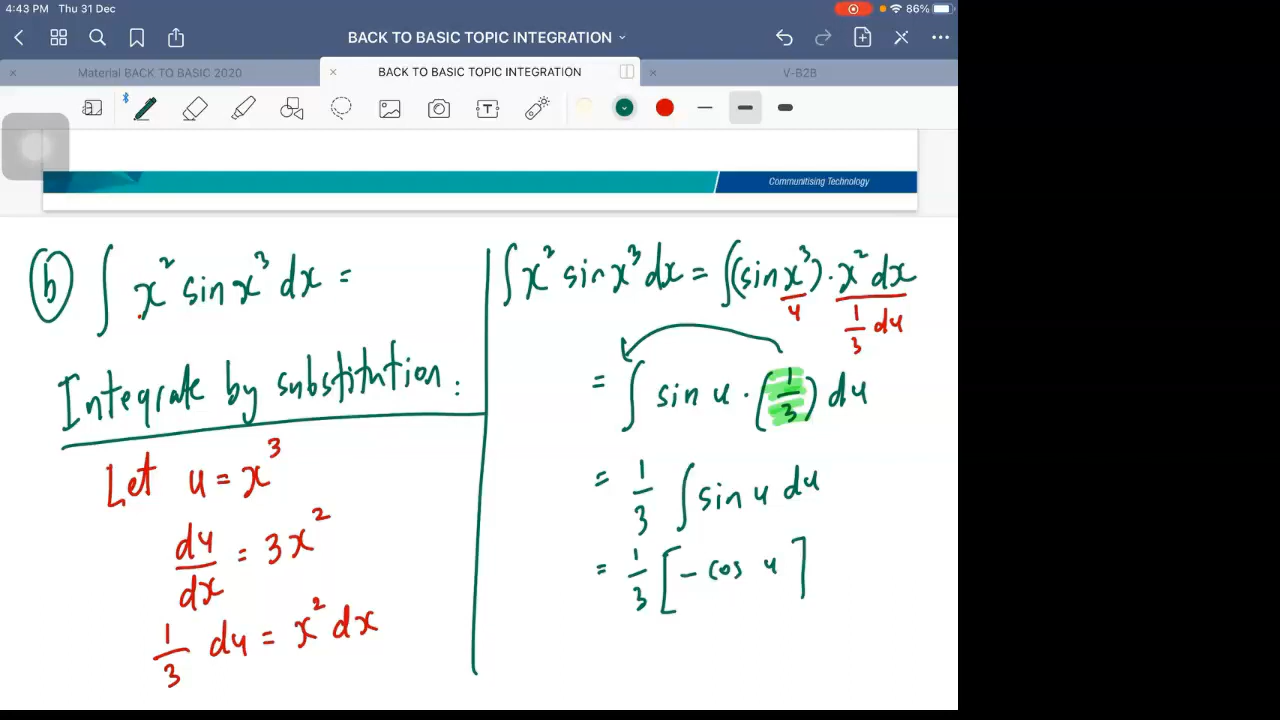 4:43 PM Thu 31 Dec
86%
BACK TO BASIC TOPIC INTEGRATION
Material BACK TO BASIC 2020
BACK TO BASIC TOPIC INTEGRATION
V-B2B
Communitising Technology
(b) ∫ x² sin x³ dx =
Integrate by substitution :
Let u = x³
du/dx = 3x²
1/3 du = x² dx
∫ x² sin x³ dx = ∫ (sin x³) · x² dx
u
1/3 du
= ∫ sin u · (1/3) du
= 1/3 ∫ sin u du
= 1/3 [ - cos u ]